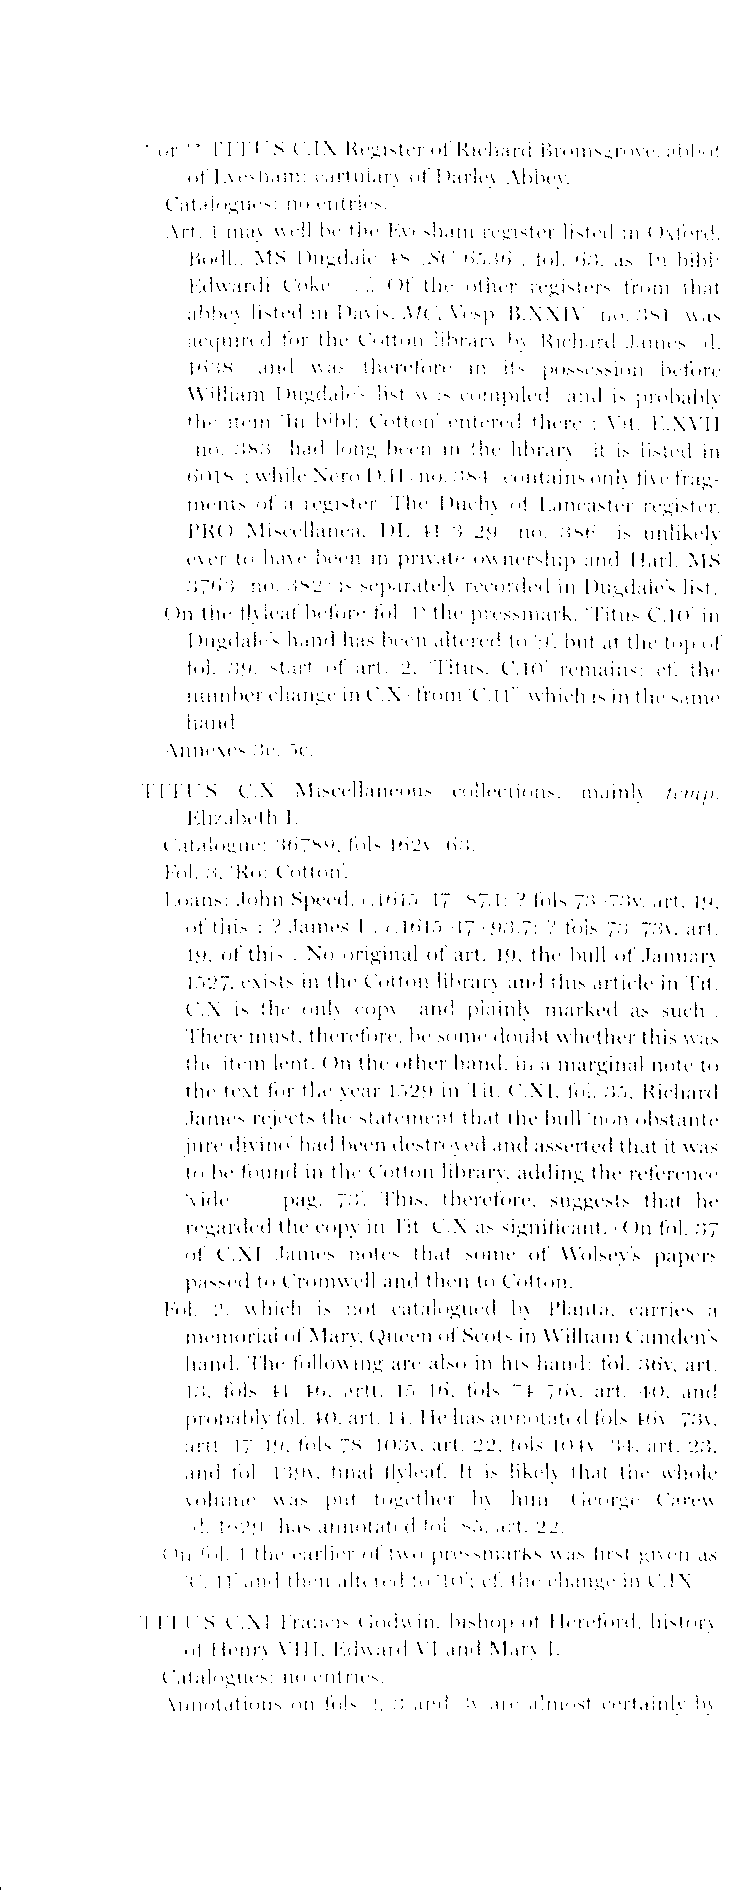 * or ** TITUS C.IX Register of Richard Bromsgrove, abbot
of Evesham; cartulary of Darley Abbey.
Catalogues: no entries.
Art. 1 may well be the Evesham register listed in Oxford,
Bodl., MS Dugdale 48 (SC 6536), fol. 63, as 'In bibl:
Edwardi Coke . . .'. Of the other registers from that
abbey listed in Davis, MC, Vesp. B.XXIV (no. 381) was
acquired for the Cotton library by Richard James (d.
1638) and was therefore in its possession before
William Dugdale's list was compiled (and is probably
the item 'In bibl: Cotton' entered there); Vit. E.XVII
(no. 383) had long been in the library (it is listed in
6018); while Nero D.III (no. 384) contains only five frag-
ments of a register. The Duchy of Lancaster register,
PRO Miscellanea, DL 41/3/29 (no. 386) is unlikely
ever to have been in private ownership and Harl. MS
3763 (no. 382) is separately recorded in Dugdale's list.
On the flyleaf before fol. 1* the pressmark, 'Titus C.10' in
Dugdale's hand has been altered to '9', but at the top of
fol. 39, start of art. 2, 'Titus, C.10' remains: cf. the
number change in C.X (from 'C.11') which is in the same
hand.
Annexes 3e, 5c.
TITUS C.X Miscellaneous collections, mainly temp.
Elizabeth I.
Catalogue: 36789, fols 162v–63.
Fol. 3, 'Ro: Cotton'.
Loans: John Speed, c.1615–17 (87.1: ? fols 73–73v, art. 19,
of this); ? James I, c.1615–17 (93.7: ? fols 73–73v, art.
19, of this). No original of art. 19, the bull of January
1527, exists in the Cotton library and this article in Tit.
C.X is the only copy (and plainly marked as such).
There must, therefore, be some doubt whether this was
the item lent. On the other hand, in a marginal note to
the text for the year 1529 in Tit. C.XI, fol. 35, Richard
James rejects the statement that the bull 'non obstante
jure divino' had been destroyed and asserted that it was
to be found in the Cotton library, adding the reference
'vide . . . pag. 73'. This, therefore, suggests that he
regarded the copy in Tit. C.X as significant. (On fol. 37
of C.XI James notes that some of Wolsey's papers
passed to Cromwell and then to Cotton.)
Fol. 2, which is not catalogued by Planta, carries a
memorial of Mary, Queen of Scots in William Camden's
hand. The following are also in his hand: fol. 36v, art.
13, fols 41–46, artt. 15–16, fols 74–76v, art. 40, and
probably fol. 40, art. 14. He has annotated fols 46v–73v,
artt. 17–19, fols 78–103v, art. 22, fols 104v–34, art. 23,
and fol. 139v, final flyleaf. It is likely that the whole
volume was put together by him. George Carew
(d. 1629) has annotated fol. 85, art. 22.
On fol. 1 the earlier of two pressmarks was first given as
'C. 11' and then altered to '10'; cf. the change in C.IX.
TITUS C.XI Francis Godwin, bishop of Hereford, history
of Henry VIII, Edward VI and Mary I.
Catalogues: no entries.
Annotations on fols 2, 3 and 3v are almost certainly by